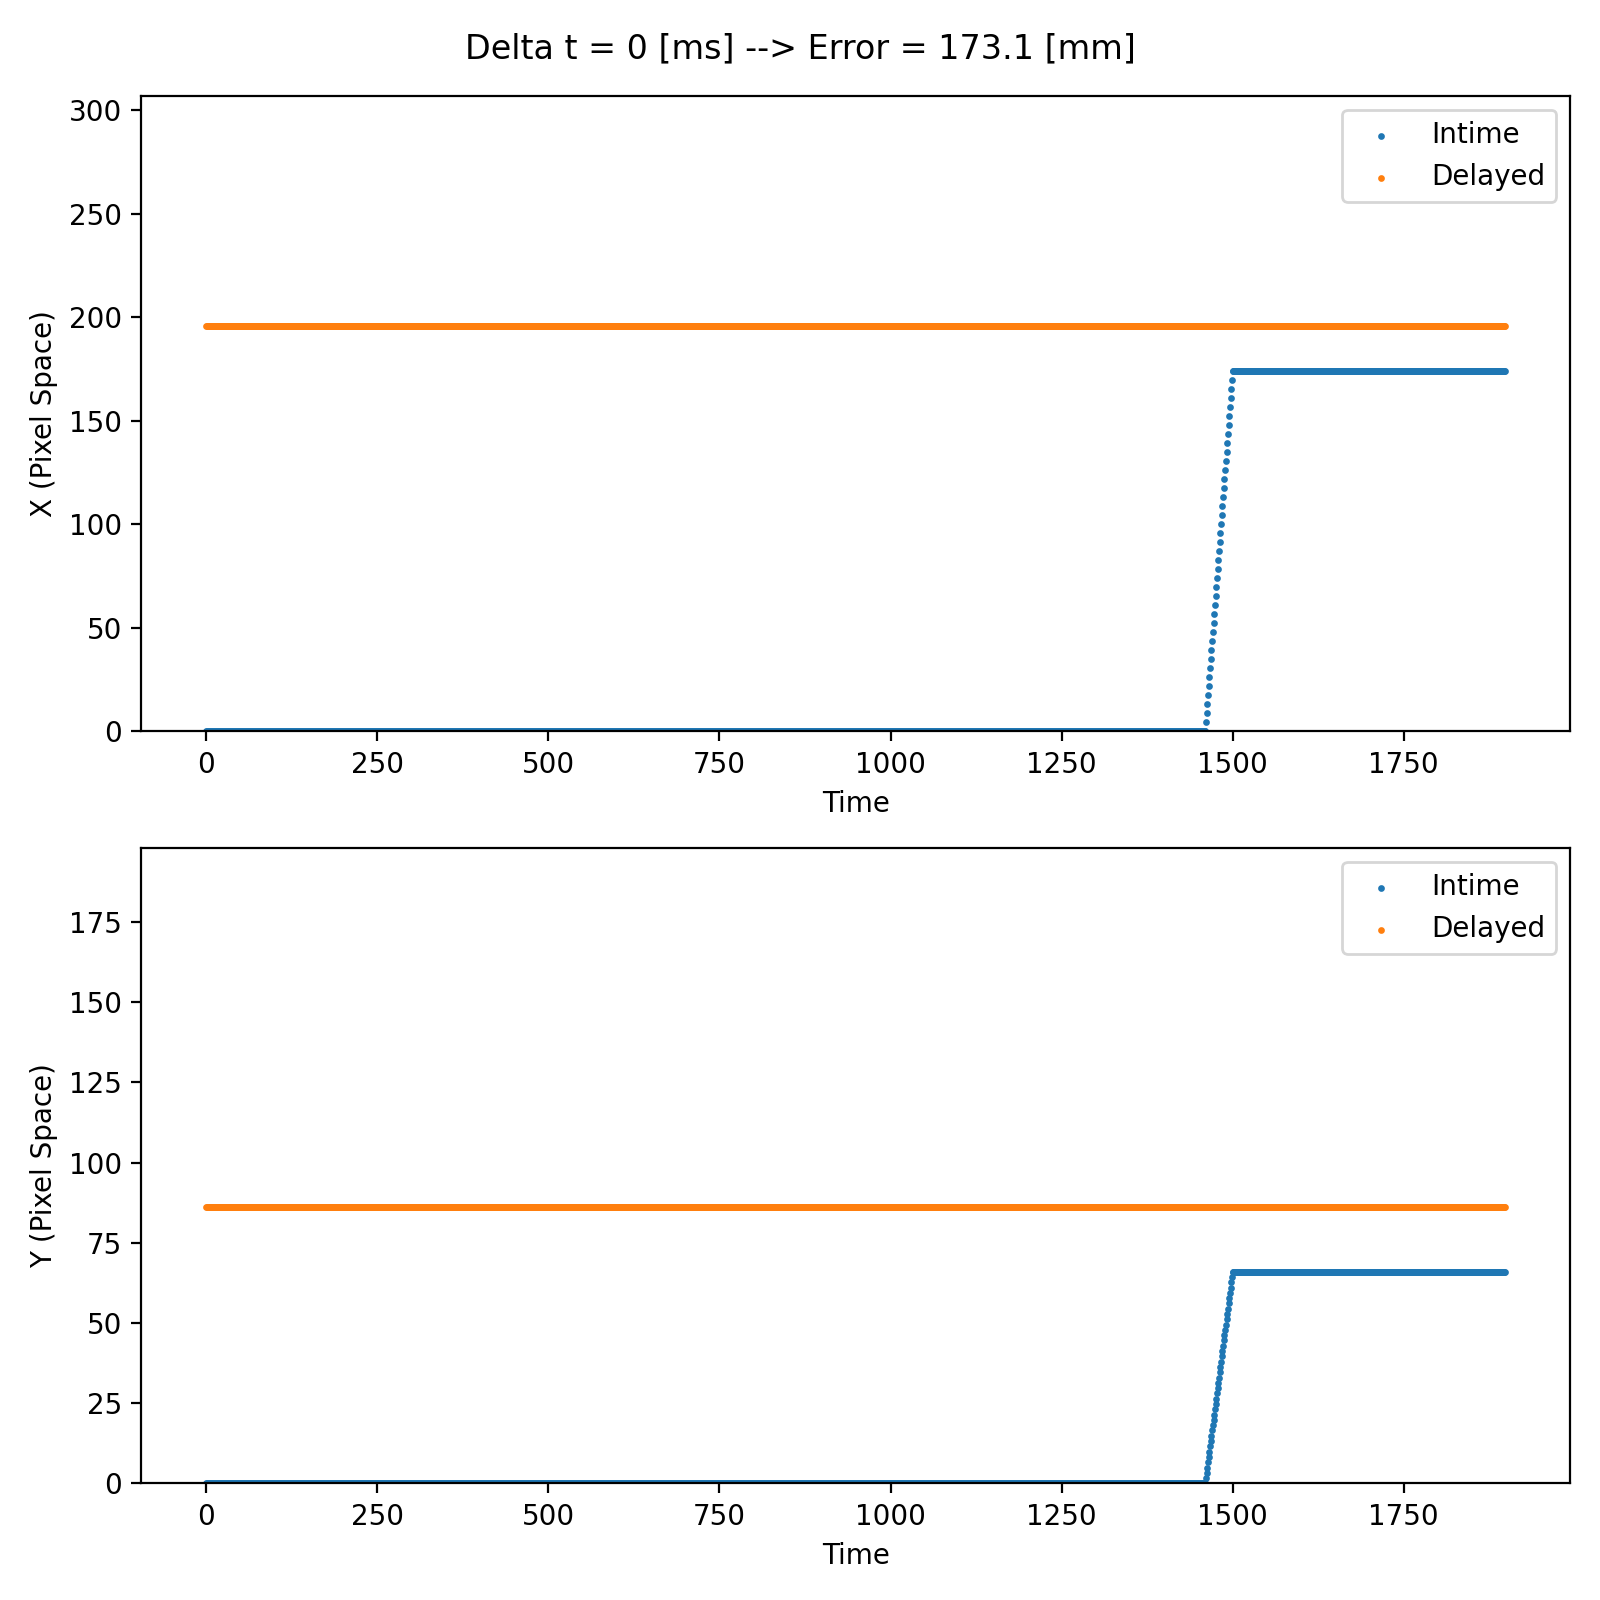 Delta t = 0 [ms] --> Error = 173.1 [mm]
300
250
200
150
100
50
0
X (Pixel Space)
Intime
Delayed
0 250 500 750 1000 1250 1500 1750
Time
175
150
125
100
75
50
25
0
Y (Pixel Space)
Intime
Delayed
0 250 500 750 1000 1250 1500 1750
Time